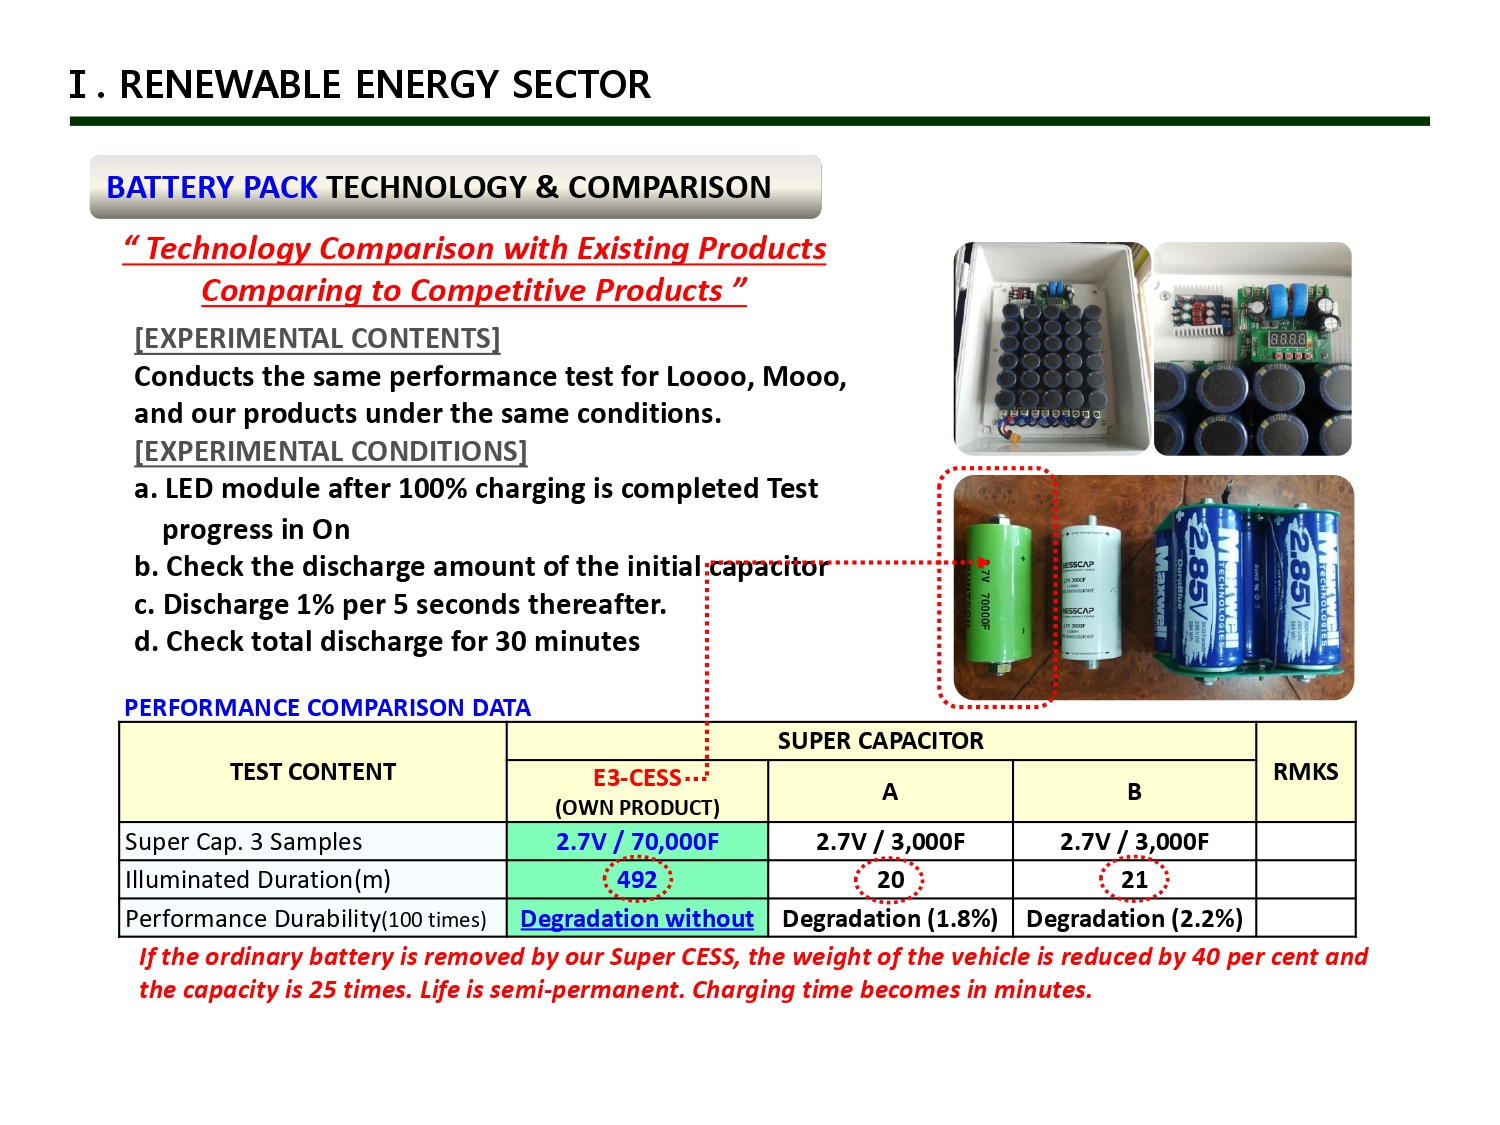 I . RENEWABLE ENERGY SECTOR
BATTERY PACK TECHNOLOGY & COMPARISON
“ Technology Comparison with Existing Products
Comparing to Competitive Products ”
[EXPERIMENTAL CONTENTS]
Conducts the same performance test for Loooo, Mooo,
and our products under the same conditions.
[EXPERIMENTAL CONDITIONS]
a. LED module after 100% charging is completed Test
progress in On
b. Check the discharge amount of the initial capacitor
c. Discharge 1% per 5 seconds thereafter.
d. Check total discharge for 30 minutes
70000F
2.7V 3000F
Maxwell
2.85V
Maxwell
TECHNOLOGIES
2.85V
Maxwell
TECHNOLOGIES
PERFORMANCE COMPARISON DATA
TEST CONTENT SUPER CAPACITOR RMKS
E3-CESS A B
(OWN PRODUCT)
Super Cap. 3 Samples 2.7V / 70,000F 2.7V / 3,000F 2.7V / 3,000F
Illuminated Duration(m) 492 20 21
Performance Durability(100 times) Degradation without Degradation (1.8%) Degradation (2.2%)
If the ordinary battery is removed by our Super CESS, the weight of the vehicle is reduced by 40 per cent and
the capacity is 25 times. Life is semi-permanent. Charging time becomes in minutes.